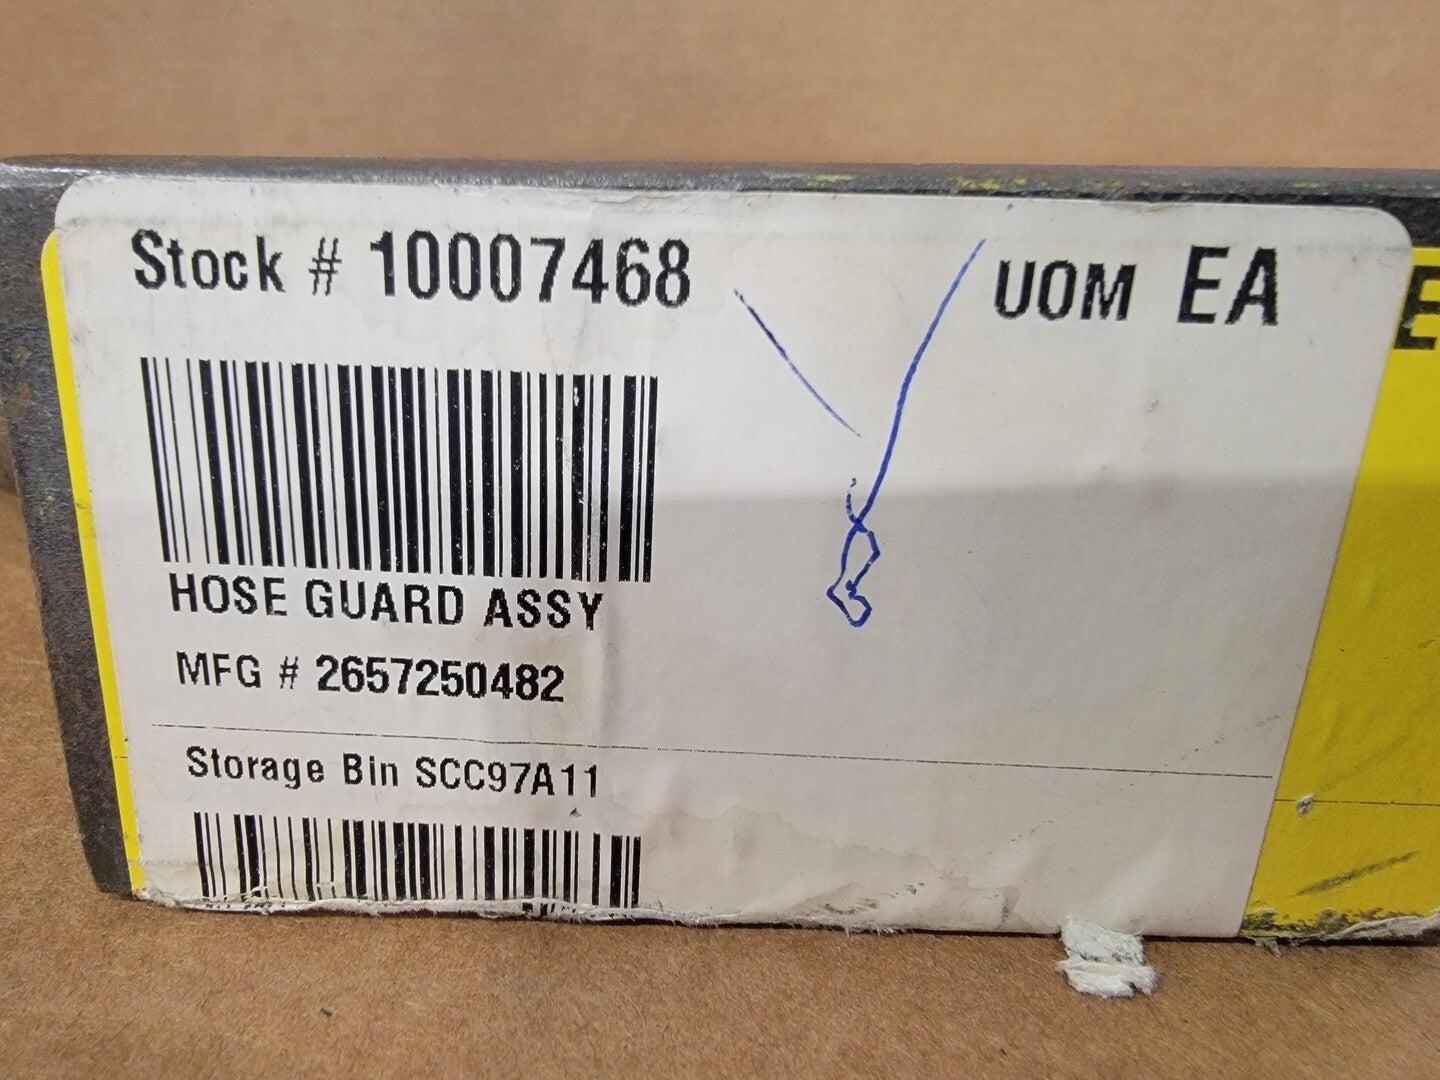 Stock # 10007468
UOM EA
HOSE GUARD ASSY
MFG # 2657250482
Storage Bin SCC97A11